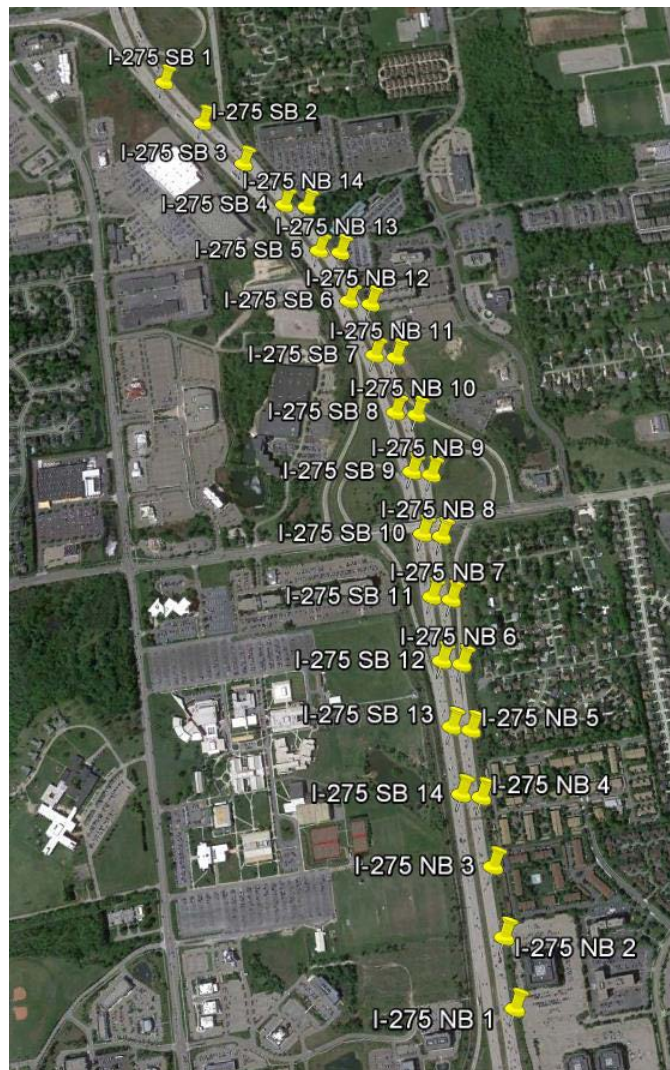 I-275 SB 1
I-275 SB 2
I-275 SB 3
I-275 NB 14
I-275 SB 4
I-275 NB 13
I-275 SB 5
I-275 NB 12
I-275 SB 6
I-275 NB 11
I-275 SB 7
I-275 NB 10
I-275 SB 8
I-275 NB 9
I-275 SB 9
I-275 NB 8
I-275 SB 10
I-275 NB 7
I-275 SB 11
I-275 NB 6
I-275 SB 12
I-275 SB 13
I-275 NB 5
I-275 NB 4
I-275 SB 14
I-275 NB 3
I-275 NB 2
I-275 NB 1